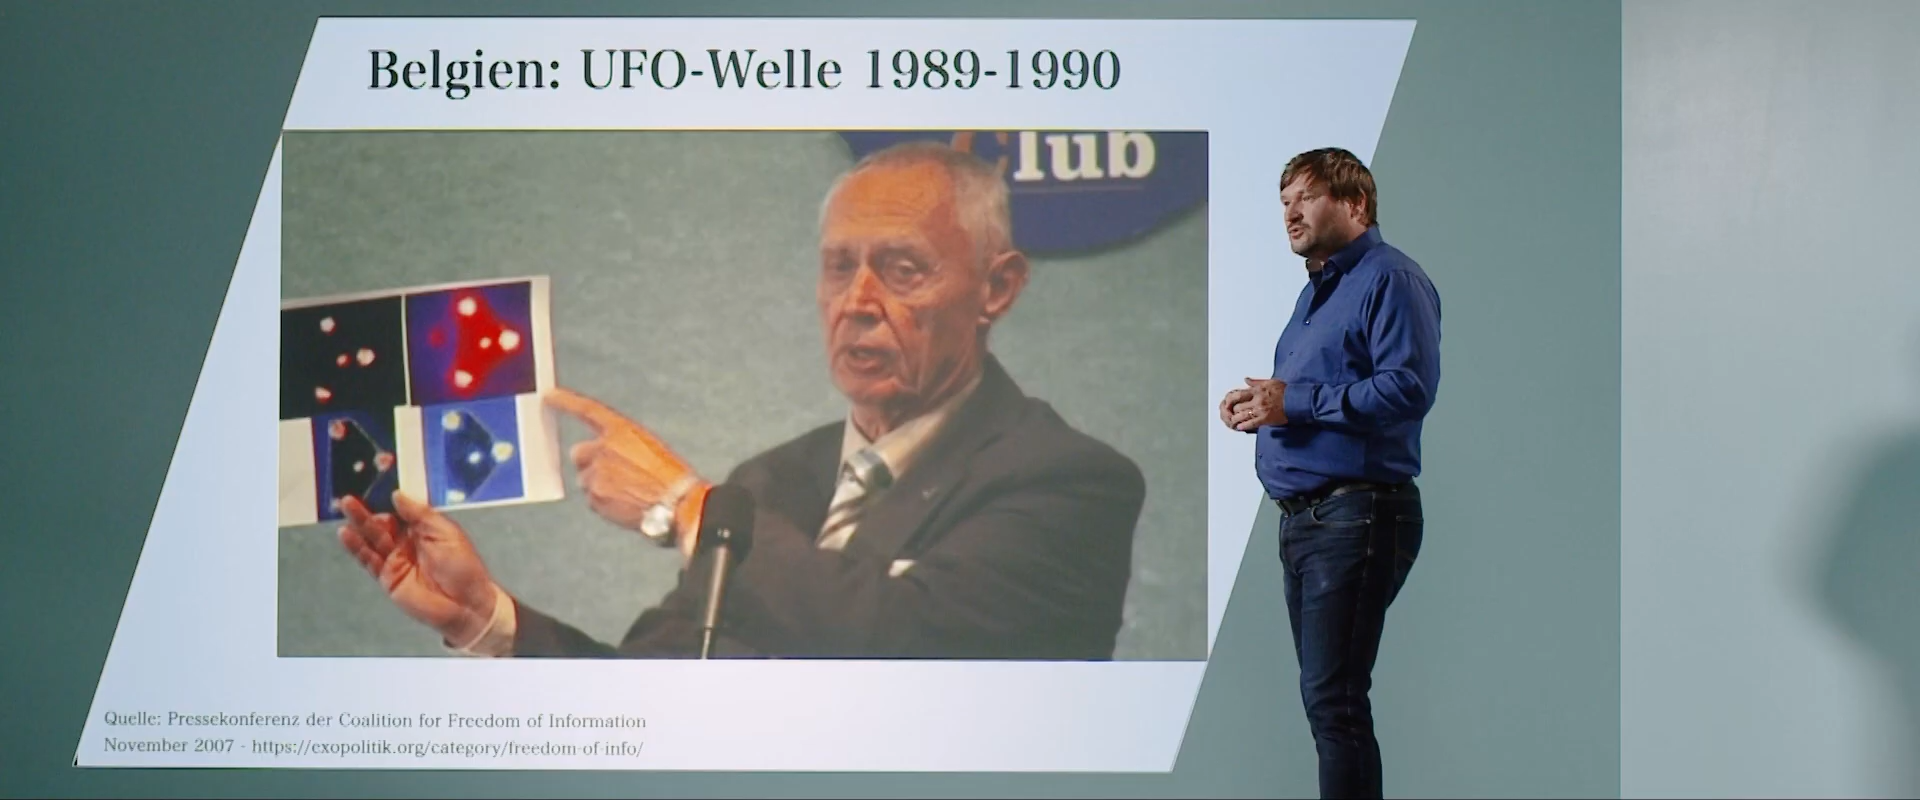 Belgien: UFO-Welle 1989-1990
Club
Quelle: Pressekonferenz der Coalition for Freedom of Information
November 2007 - https://exopolitik.org/category/freedom-of-info/